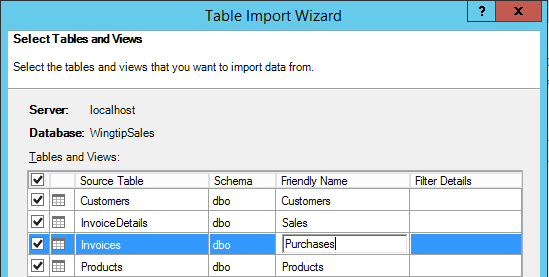 Table Import Wizard
? X
Select Tables and Views
Select the tables and views that you want to import data from.
Server: localhost
Database: WingtipSales
Tables and Views:
Source Table Schema Friendly Name Filter Details
Customers dbo Customers
InvoiceDetails dbo Sales
Invoices dbo Purchases
Products dbo Products